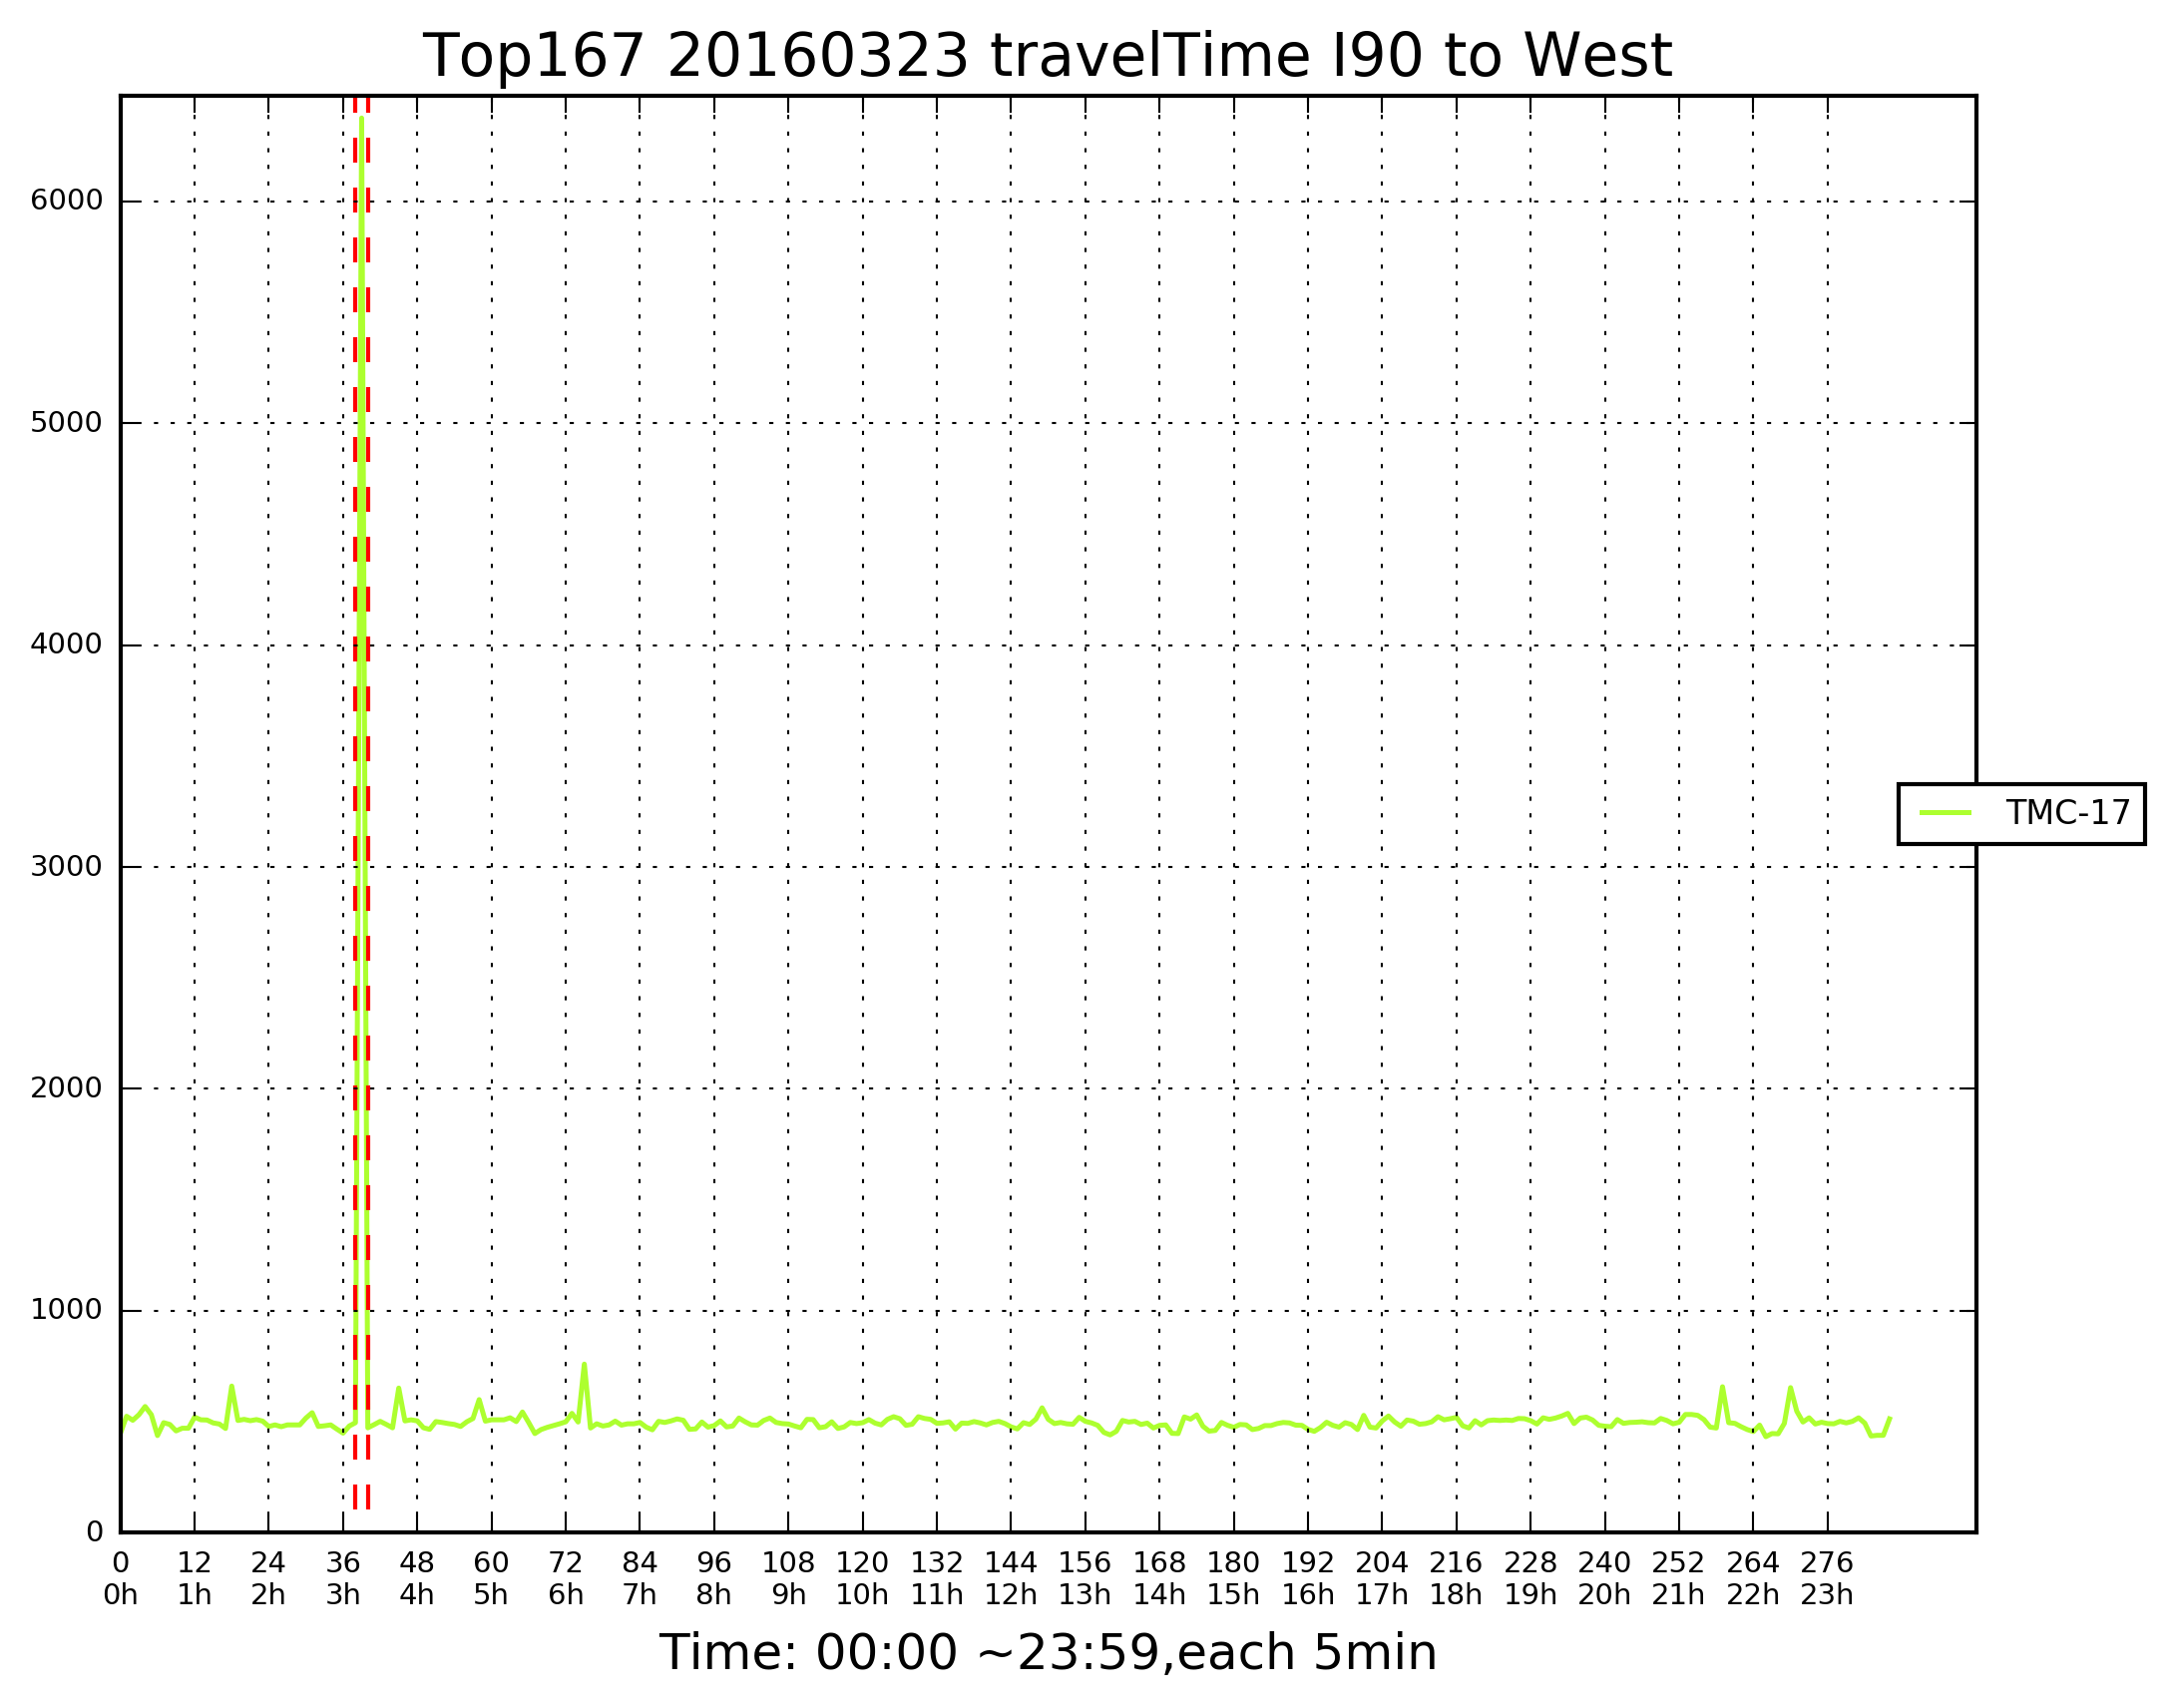 Top167 20160323 travelTime I90 to West
6000
5000
4000
3000
2000
1000
0
TMC-17
0 12 24 36 48 60 72 84 96 108 120 132 144 156 168 180 192 204 216 228 240 252 264 276
0h 1h 2h 3h 4h 5h 6h 7h 8h 9h 10h 11h 12h 13h 14h 15h 16h 17h 18h 19h 20h 21h 22h 23h
Time: 00:00 ~23:59,each 5min